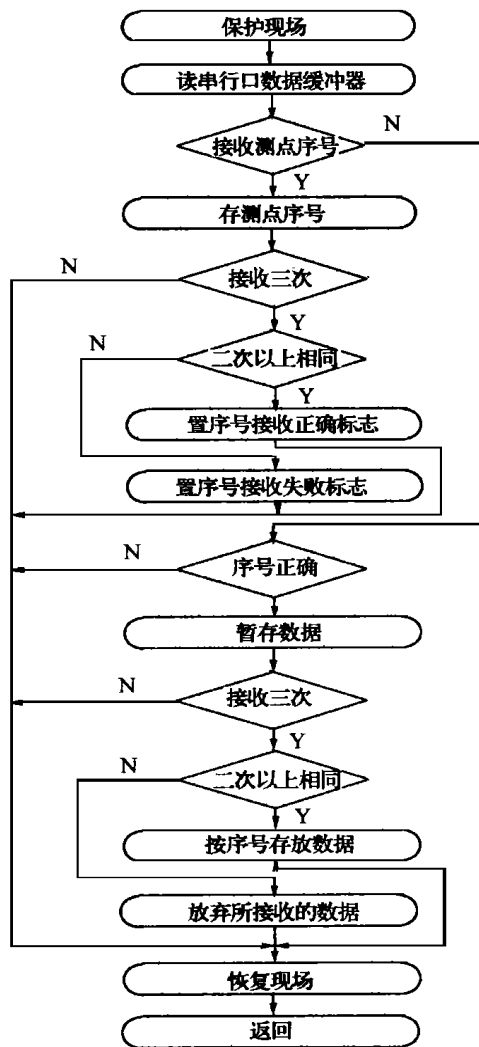 保护现场
读串行口数据缓冲器
N
接收测点序号
Y
存测点序号
N
接收三次
Y
N
二次以上相同
Y
置序号接收正确标志
置序号接收失败标志
N
序号正确
暂存数据
N
接收三次
Y
N
二次以上相同
Y
按序号存放数据
放弃所接收的数据
恢复现场
返回